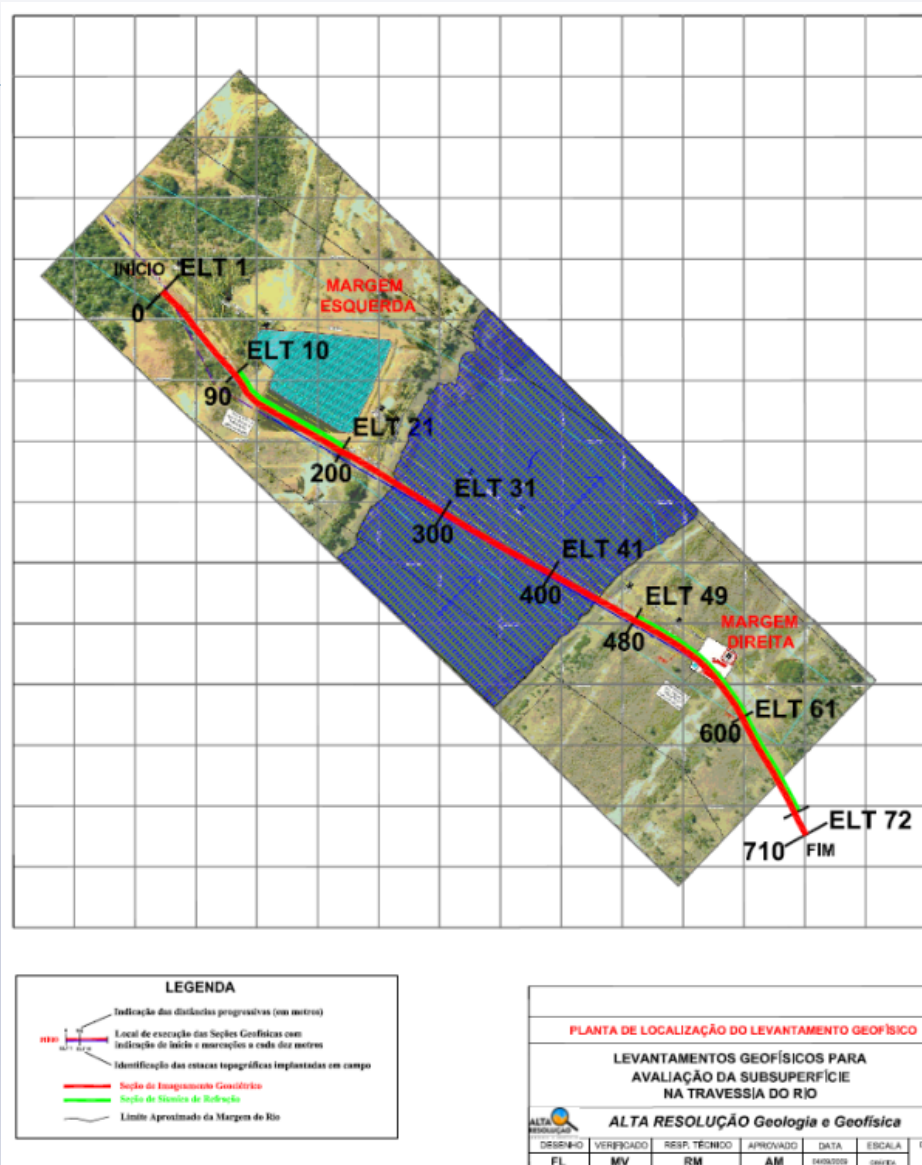 INÍCIO
ELT 1
0
MARGEM
ESQUERDA
ELT 10
90
ELT 21
200
ELT 31
300
ELT 41
400
ELT 49
480
MARGEM
DIREITA
ELT 61
600
ELT 72
710
FIM
LEGENDA
Indicação das distâncias progressivas (em metros)
Local de execução das Seções Geofísicas com
indicação de início e marcações a cada dez metros
Identificação das estacas topográficas implantadas em campo
Seção de Imageamento Geoelétrico
Seção de Sísmica de Refração
Limite Aproximado da Margem do Rio
PLANTA DE LOCALIZAÇÃO DO LEVANTAMENTO GEOFÍSICO
LEVANTAMENTOS GEOFÍSICOS PARA
AVALIAÇÃO DA SUBSUPERFÍCIE
NA TRAVESSIA DO RIO
ALTA
RESOLUÇÃO
ALTA RESOLUÇÃO Geologia e Geofísica
DESENHO VERIFICADO RESP. TÉCNICO APROVADO DATA ESCALA
FL MV RM AM